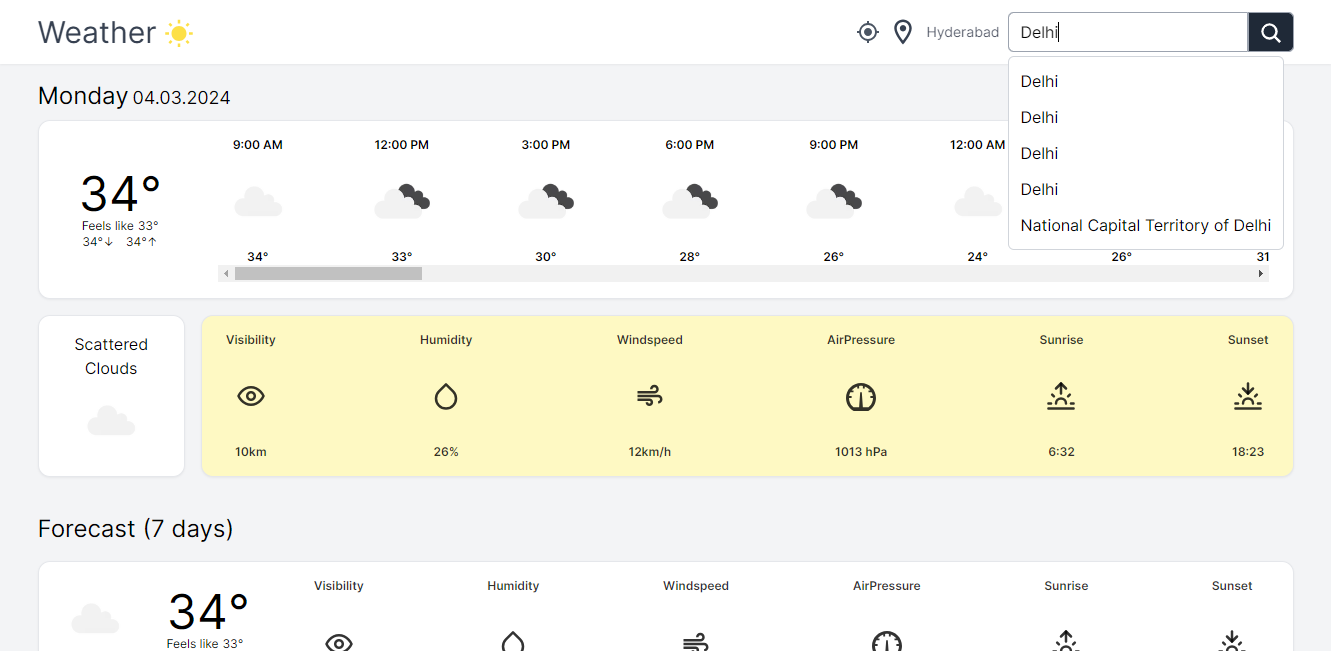 Weather
Hyderabad
Delhi
Delhi
Delhi
Delhi
Delhi
National Capital Territory of Delhi
Monday 04.03.2024
9:00 AM 12:00 PM 3:00 PM 6:00 PM 9:00 PM 12:00 AM
34°
Feels like 33°
34°↓ 34°↑
34° 33° 30° 28° 26° 24° 26° 31
Scattered
Clouds
Visibility Humidity Windspeed AirPressure Sunrise Sunset
10km 26% 12km/h 1013 hPa 6:32 18:23
Forecast (7 days)
34°
Feels like 33°
Visibility Humidity Windspeed AirPressure Sunrise Sunset